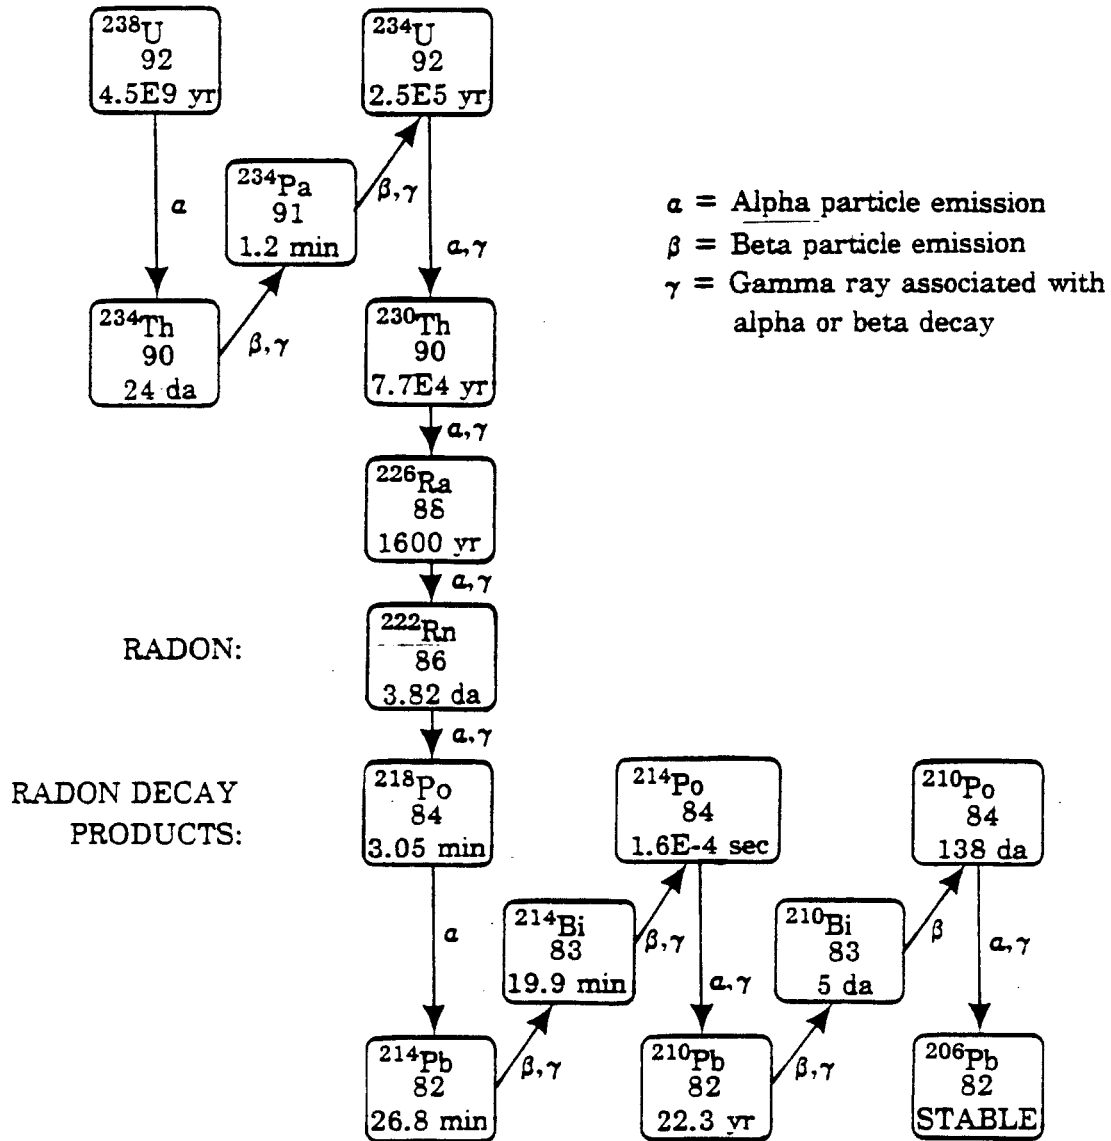 238U
92
4.5E9 yr
234U
92
2.5E5 yr
234Pa
91
1.2 min
β,γ
α
α,γ
α = Alpha particle emission
β = Beta particle emission
γ = Gamma ray associated with
alpha or beta decay
234Th
90
24 da
β,γ
230Th
90
7.7E4 yr
α,γ
226Ra
88
1600 yr
α,γ
RADON:
222Rn
86
3.82 da
α,γ
RADON DECAY
PRODUCTS:
218Po
84
3.05 min
214Po
84
1.6E-4 sec
210Po
84
138 da
α
214Bi
83
19.9 min
β,γ
α,γ
210Bi
83
5 da
β
α,γ
214Pb
82
26.8 min
β,γ
210Pb
82
22.3 yr
β,γ
206Pb
82
STABLE